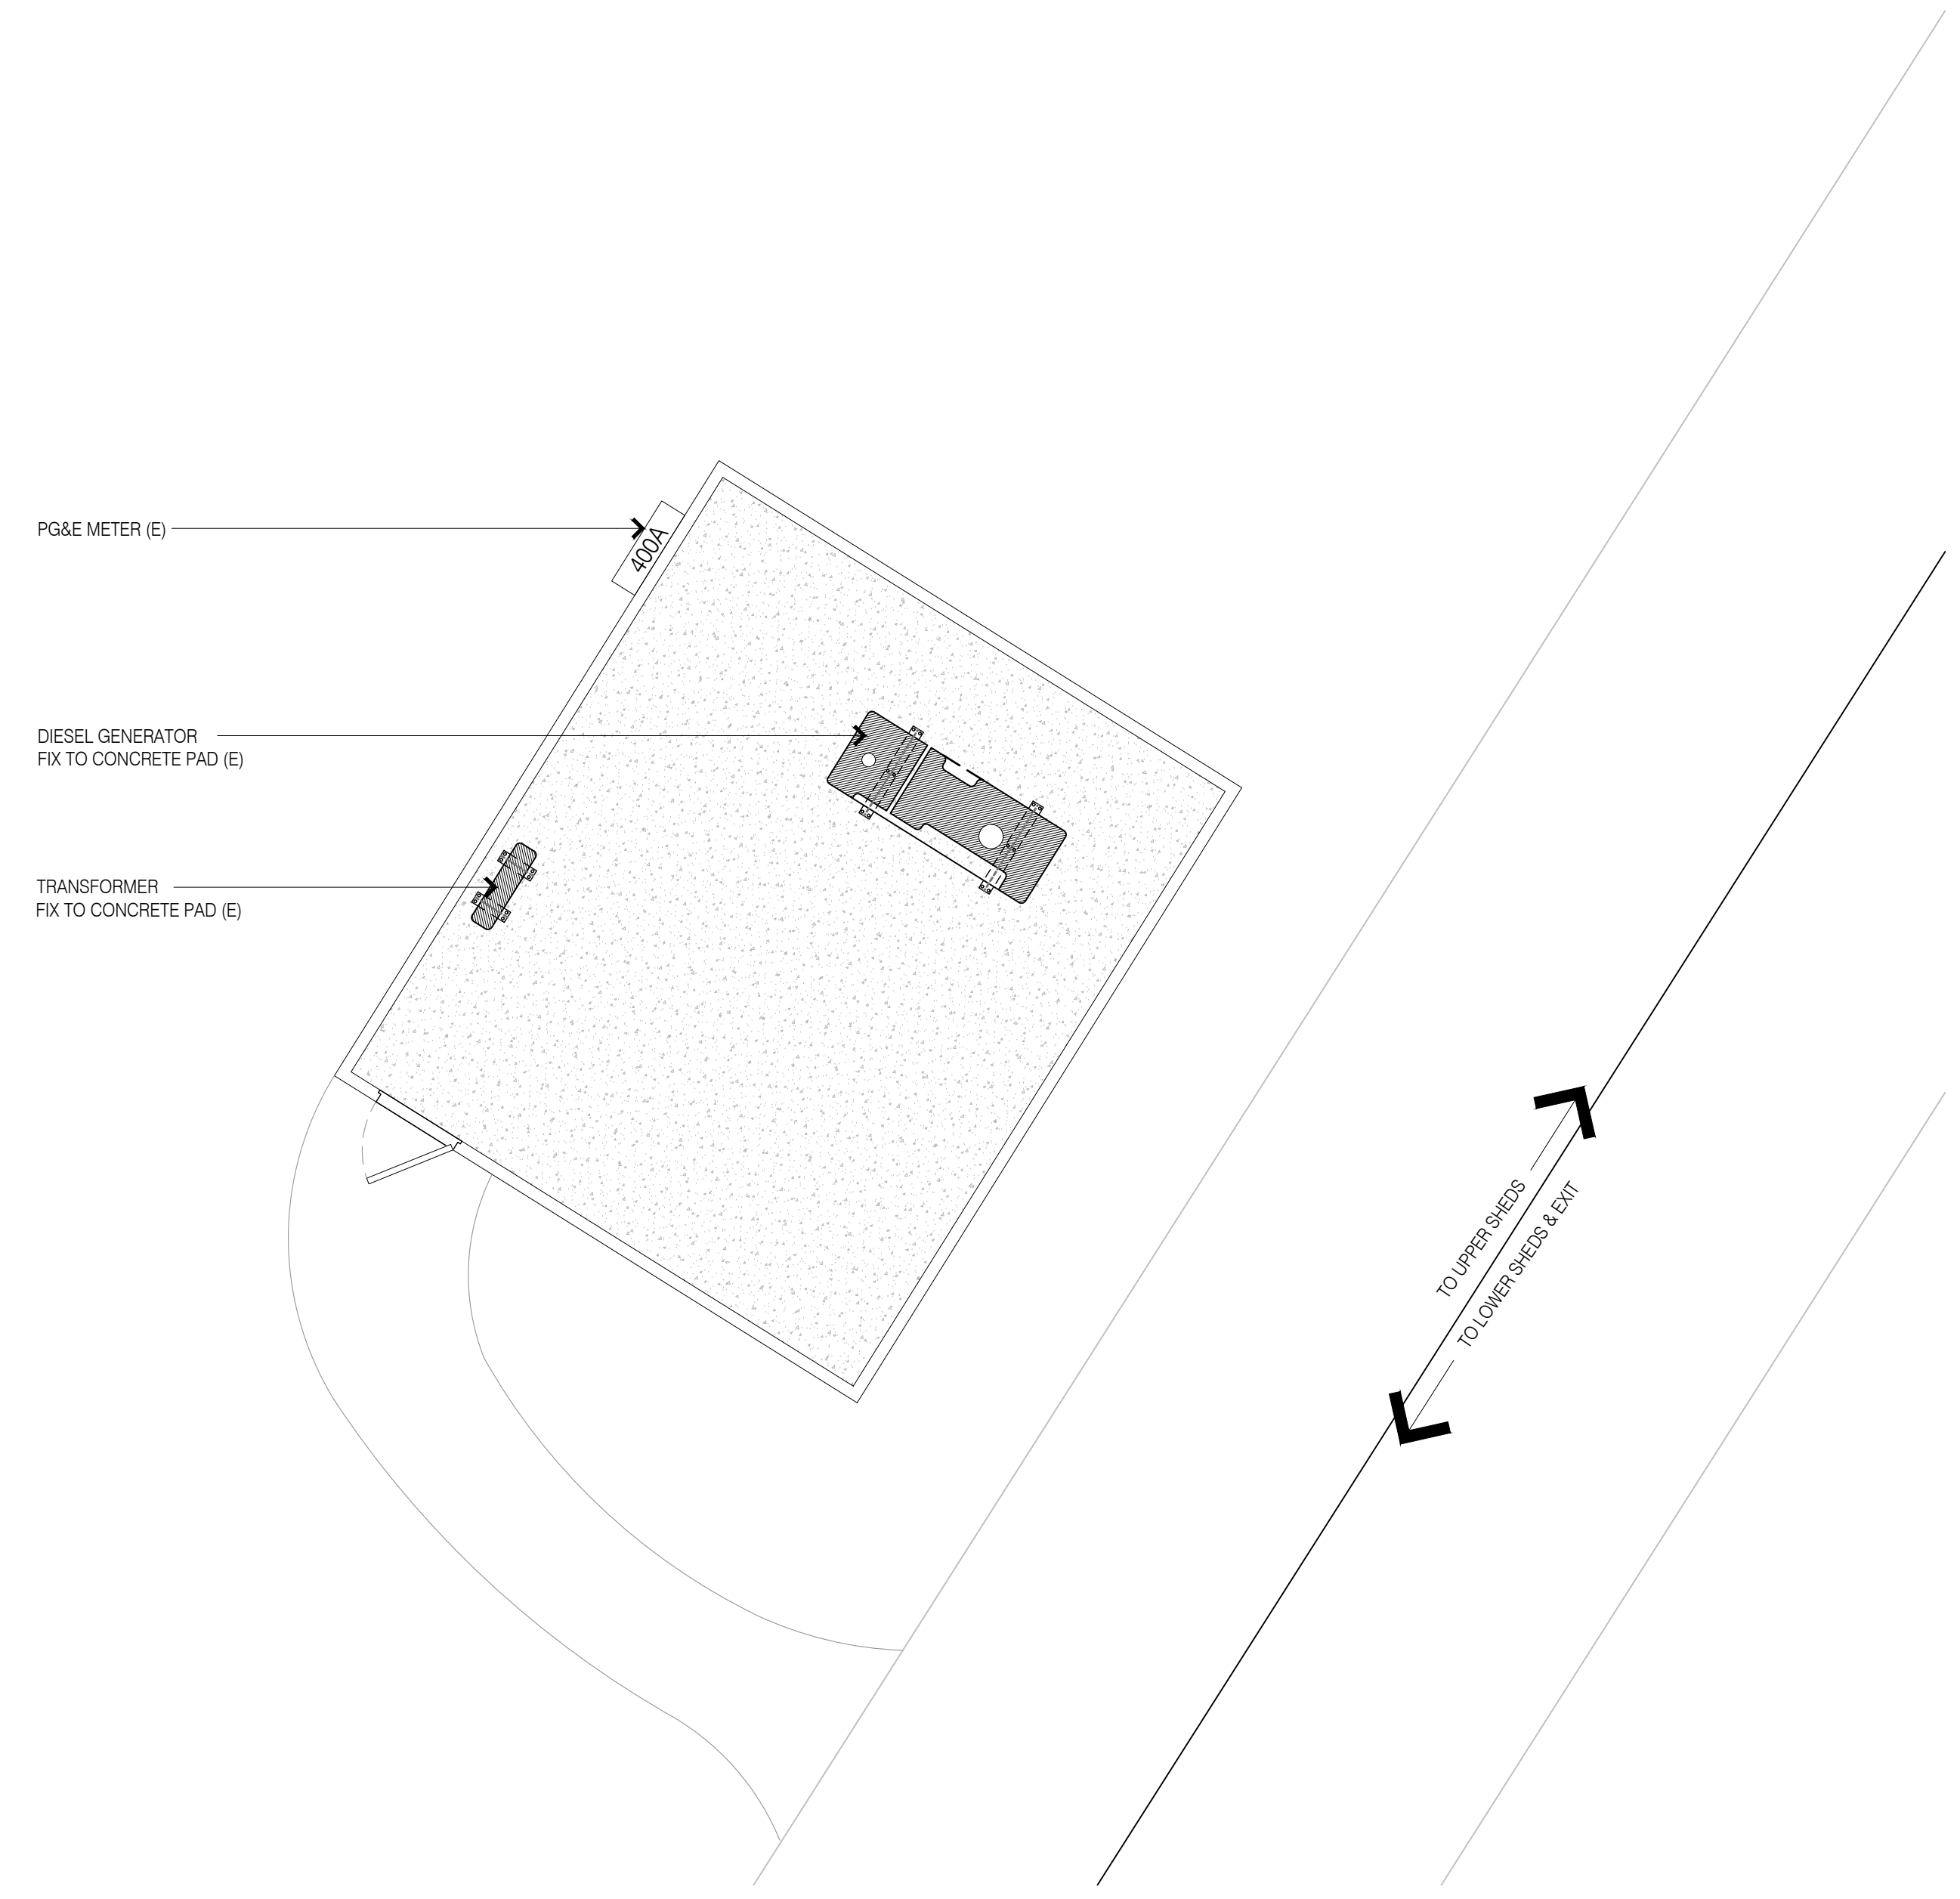 PG&E METER (E)
400A
DIESEL GENERATOR
FIX TO CONCRETE PAD (E)
TRANSFORMER
FIX TO CONCRETE PAD (E)
TO UPPER SHEDS
TO LOWER SHEDS & EXIT